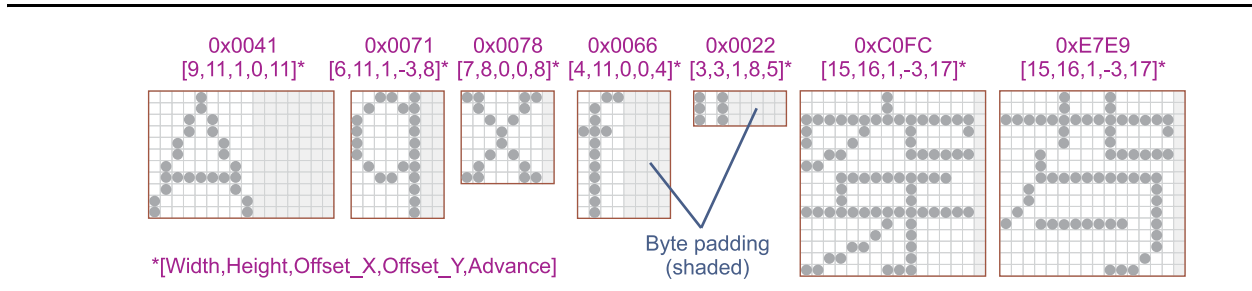 0x0041 0x0071 0x0078 0x0066 0x0022 0xC0FC 0xE7E9
[9,11,1,0,11]* [6,11,1,-3,8]* [7,8,0,0,8]* [4,11,0,0,4]* [3,3,1,8,5]* [15,16,1,-3,17]* [15,16,1,-3,17]*
Byte padding
(shaded)
*[Width,Height,Offset_X,Offset_Y,Advance]